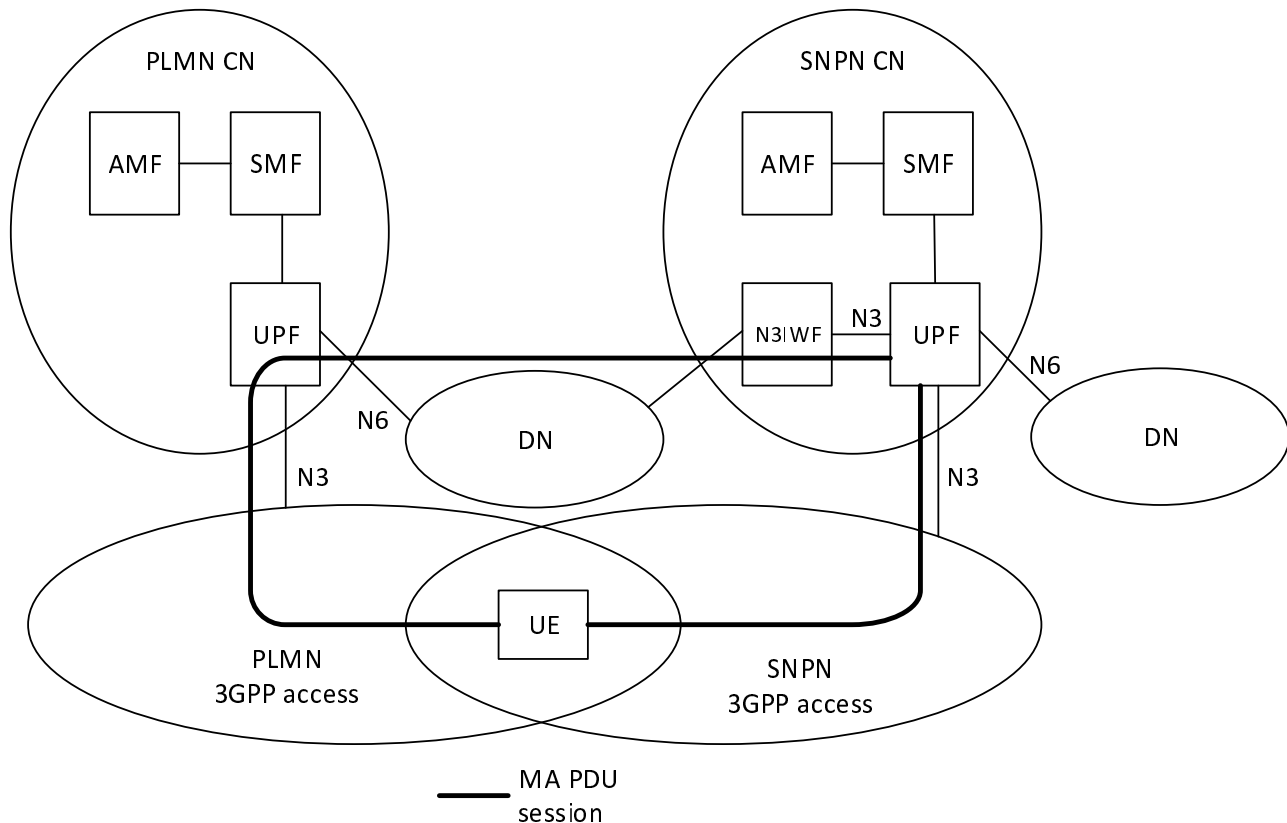 PLMN CN
SNPN CN
AMF
SMF
AMF
SMF
UPF
N3IWF
N3
UPF
N6
DN
N6
DN
N3
N3
UE
PLMN
3GPP access
SNPN
3GPP access
MA PDU
session